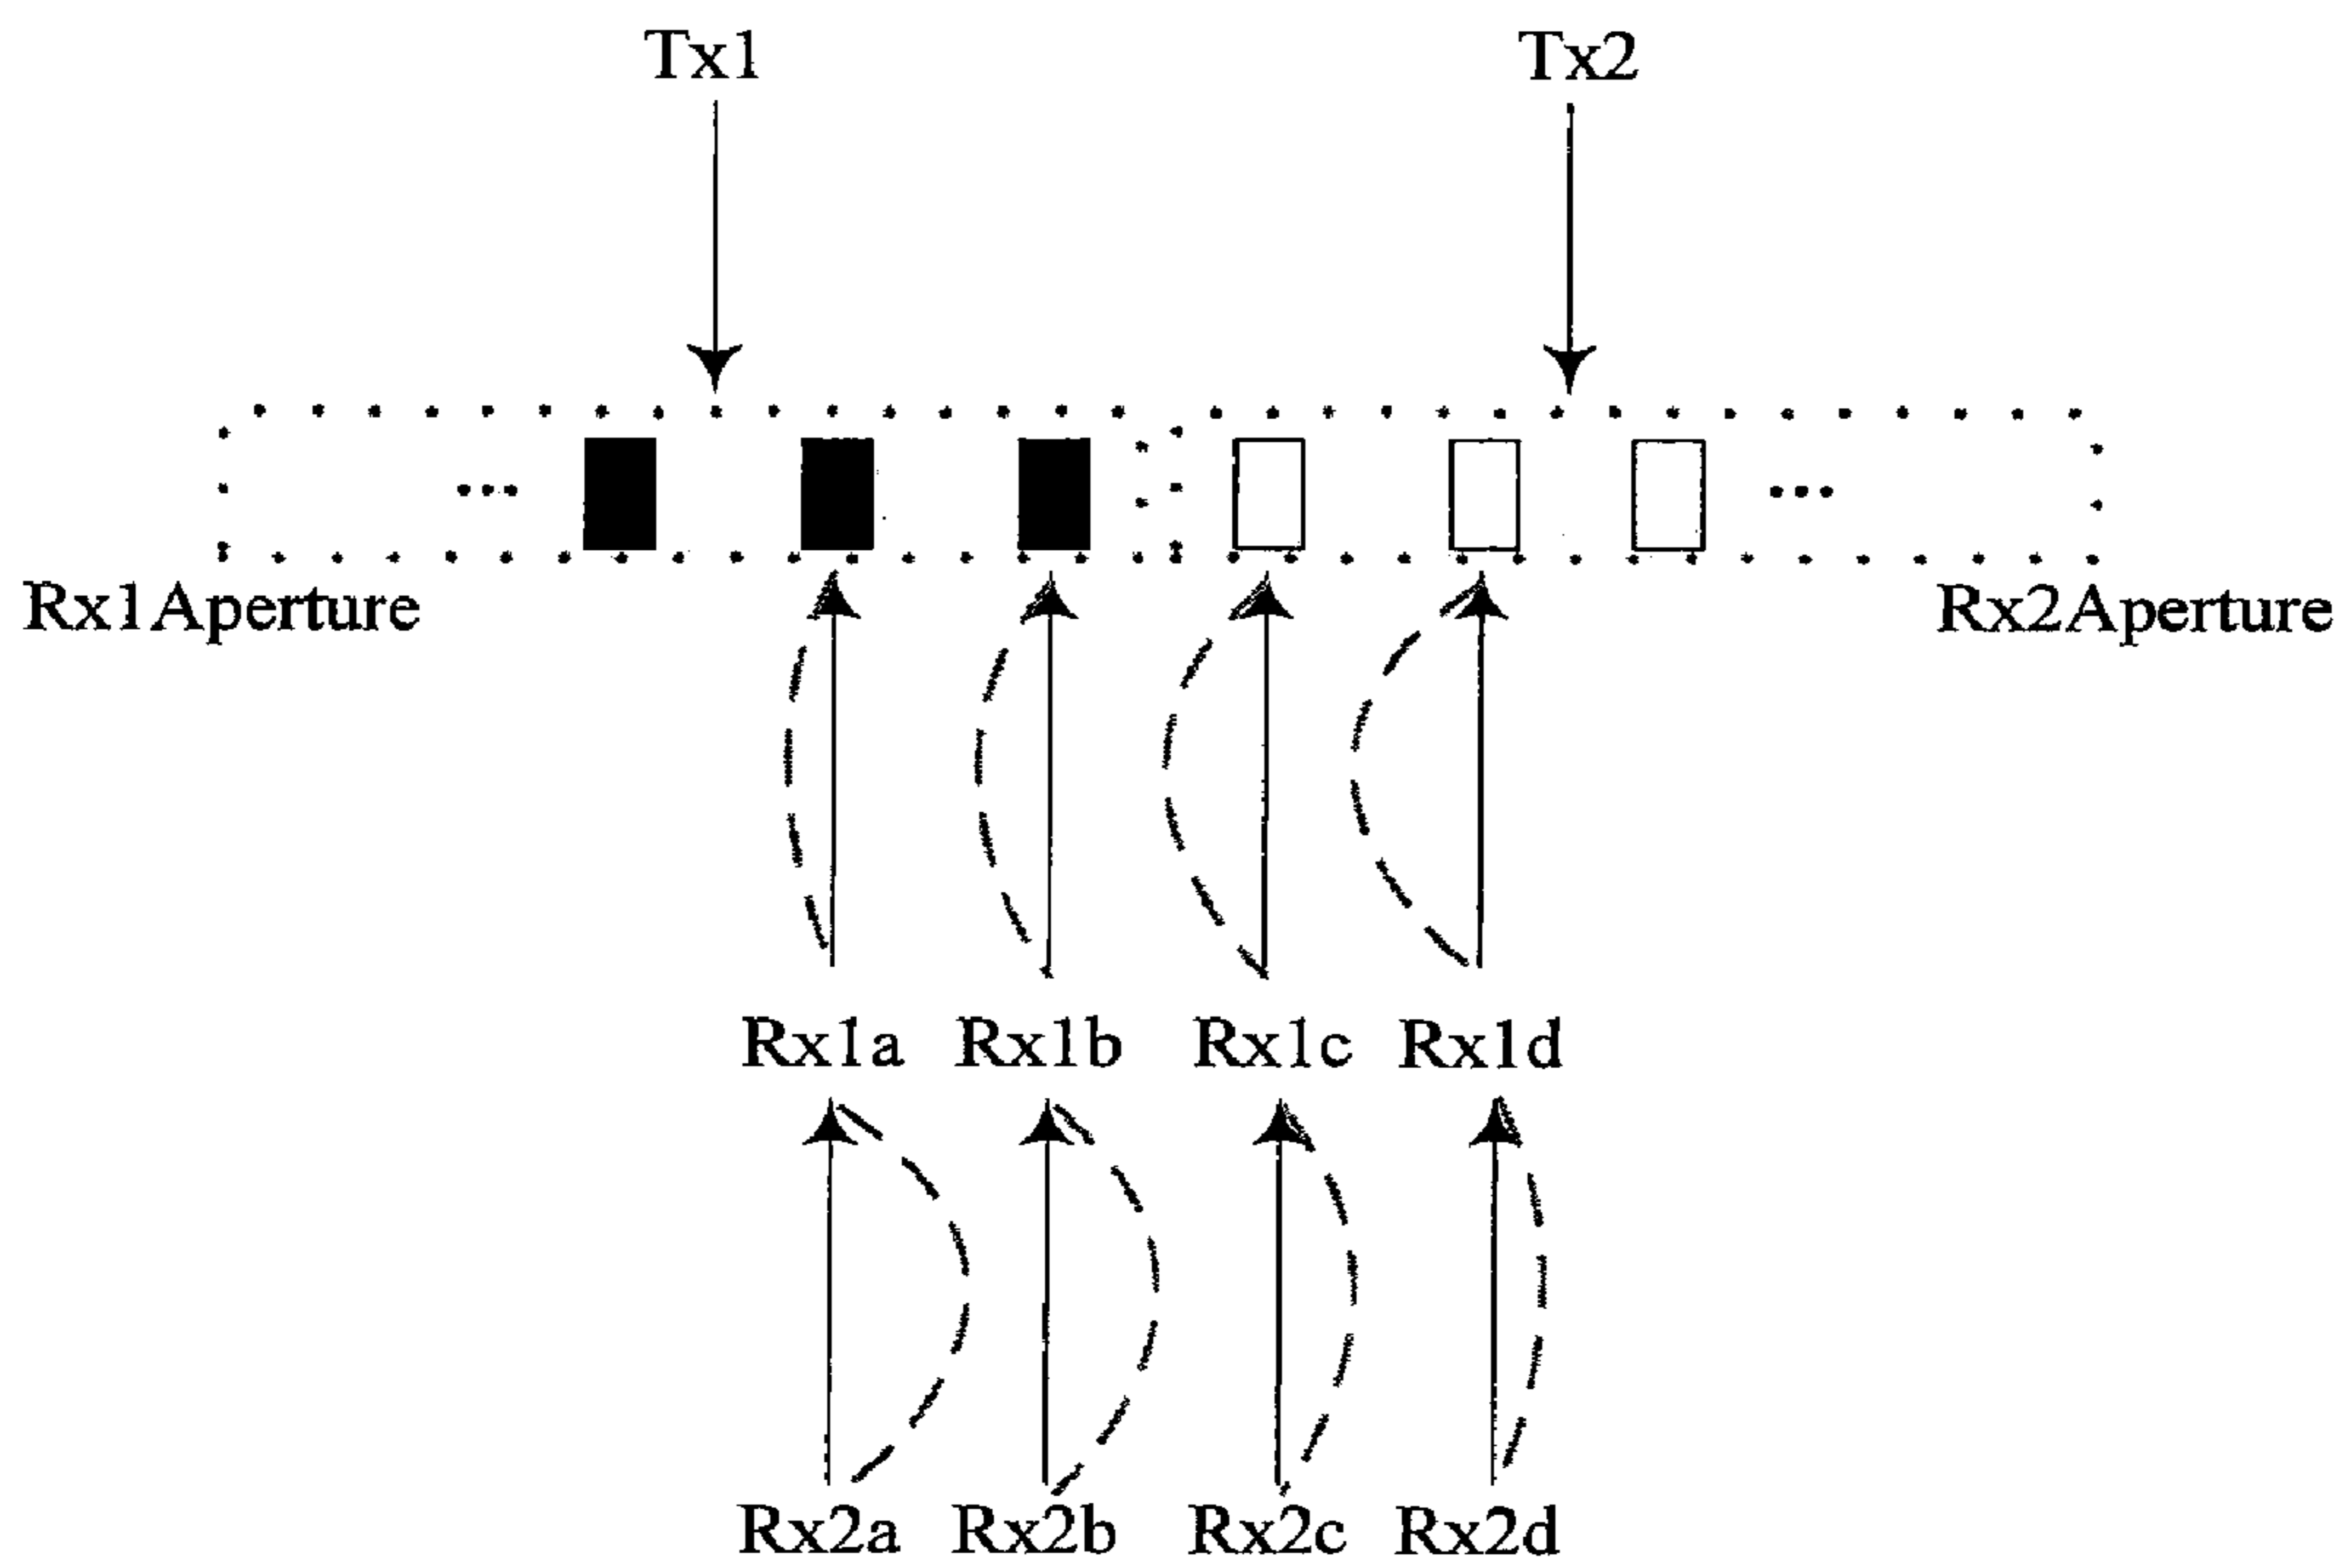 Tx1 Tx2
... ...
Rx1Aperture Rx2Aperture
Rx1a Rx1b Rx1c Rx1d
Rx2a Rx2b Rx2c Rx2d